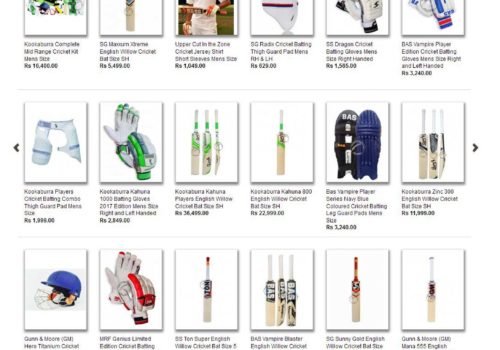 Kookaburra Complete
Mid Range Cricket Kit
Mens Size
Rs 10,400.00
SG Maxium Xtreme
English Willow Cricket
Bat Size SH
Rs 5,499.00
Upper Cut In the Zone
Cricket Jersey Shirt
Short Sleeves Mens Size
Rs 1,049.00
SG Radix Cricket Batting
Thigh Guard Pad Mens
RH & LH
Rs 629.00
SS Dragon Cricket
Batting Gloves Mens
Size Right Handed
Rs 1,585.00
BAS Vampire Player
Edition Cricket Batting
Gloves Mens Size Right
and Left Handed
Rs 3,240.00
Kookaburra Players
Cricket Batting Combo
Thigh Guard Pad Mens
Size
Rs 1,999.00
Kookaburra Kahuna
1000 Batting Gloves
2017 Edition Mens Size
Right and Left Handed
Rs 2,849.00
Kookaburra Kahuna
Players English Willow
Cricket Bat Size SH
Rs 36,499.00
Kookaburra Kahuna 800
English Willow Cricket
Bat Size SH
Rs 22,999.00
Bas Vampire Player
Series Navy Blue
Coloured Cricket Batting
Leg Guard Pads Mens
Size
Rs 3,240.00
Kookaburra Zinc 300
English Willow Cricket
Bat Size SH
Rs 11,999.00
Gunn & Moore (GM)
Hero Titanium Cricket
MRF Genius Limited
Edition Cricket Batting
SS Ton Super English
Willow Cricket Bat Size 5
BAS Vampire Blaster
English Willow Cricket
SG Sunny Gold English
Willow Cricket Bat Size
Gunn & Moore (GM)
Mana 555 English